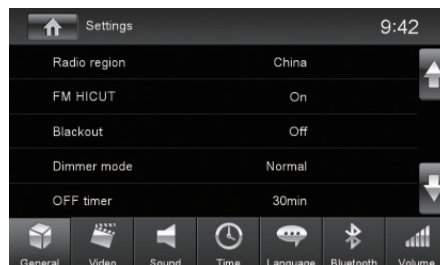 Settings 9:42
Radio region China
FM HICUT On
Blackout Off
Dimmer mode Normal
OFF timer 30min
General Video Sound Time Language Bluetooth Volume